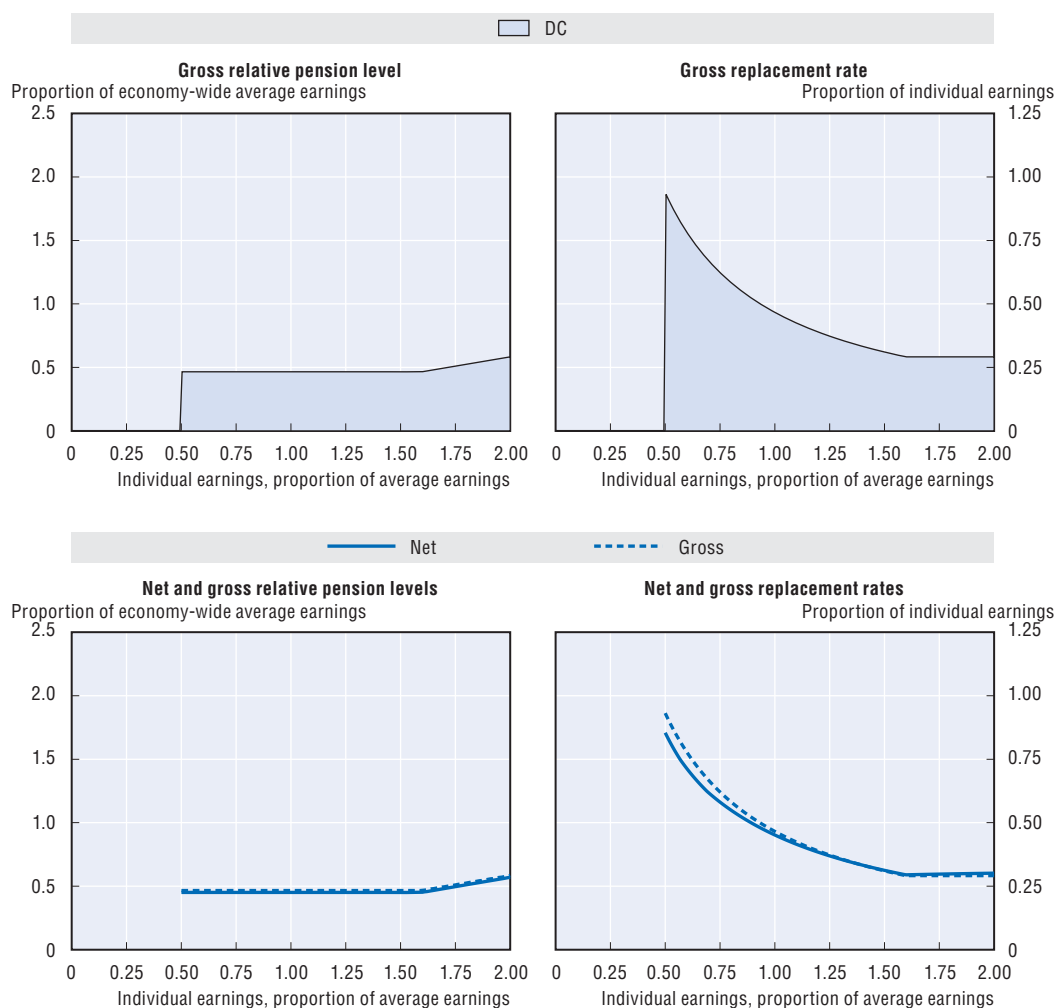 DC
Gross relative pension level
Proportion of economy-wide average earnings
2.5
2.0
1.5
1.0
0.5
0
0 0.25 0.50 0.75 1.00 1.25 1.50 1.75 2.00
Individual earnings, proportion of average earnings
Gross replacement rate
Proportion of individual earnings
1.25
1.00
0.75
0.50
0.25
0
0 0.25 0.50 0.75 1.00 1.25 1.50 1.75 2.00
Individual earnings, proportion of average earnings
Net Gross
Net and gross relative pension levels
Proportion of economy-wide average earnings
2.5
2.0
1.5
1.0
0.5
0
0 0.25 0.50 0.75 1.00 1.25 1.50 1.75 2.00
Individual earnings, proportion of average earnings
Net and gross replacement rates
Proportion of individual earnings
1.25
1.00
0.75
0.50
0.25
0
0 0.25 0.50 0.75 1.00 1.25 1.50 1.75 2.00
Individual earnings, proportion of average earnings